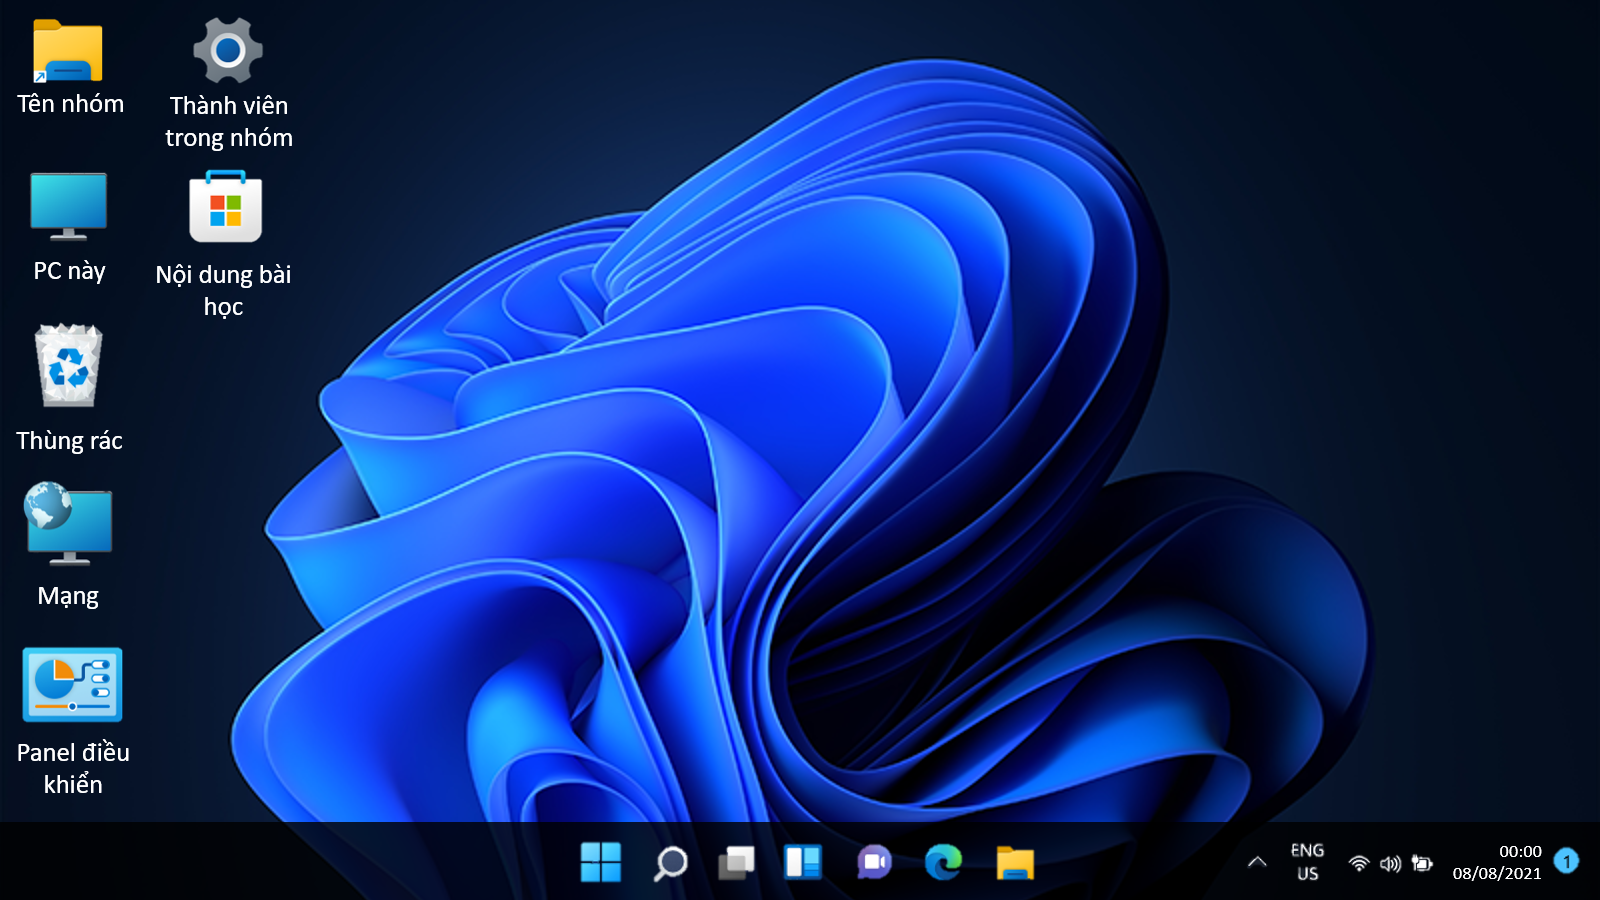 Tên nhóm
Thành viên
trong nhóm
PC này
Nội dung bài
học
Thùng rác
Mạng
Panel điều
khiển
ENG
US
00:00
08/08/2021
1